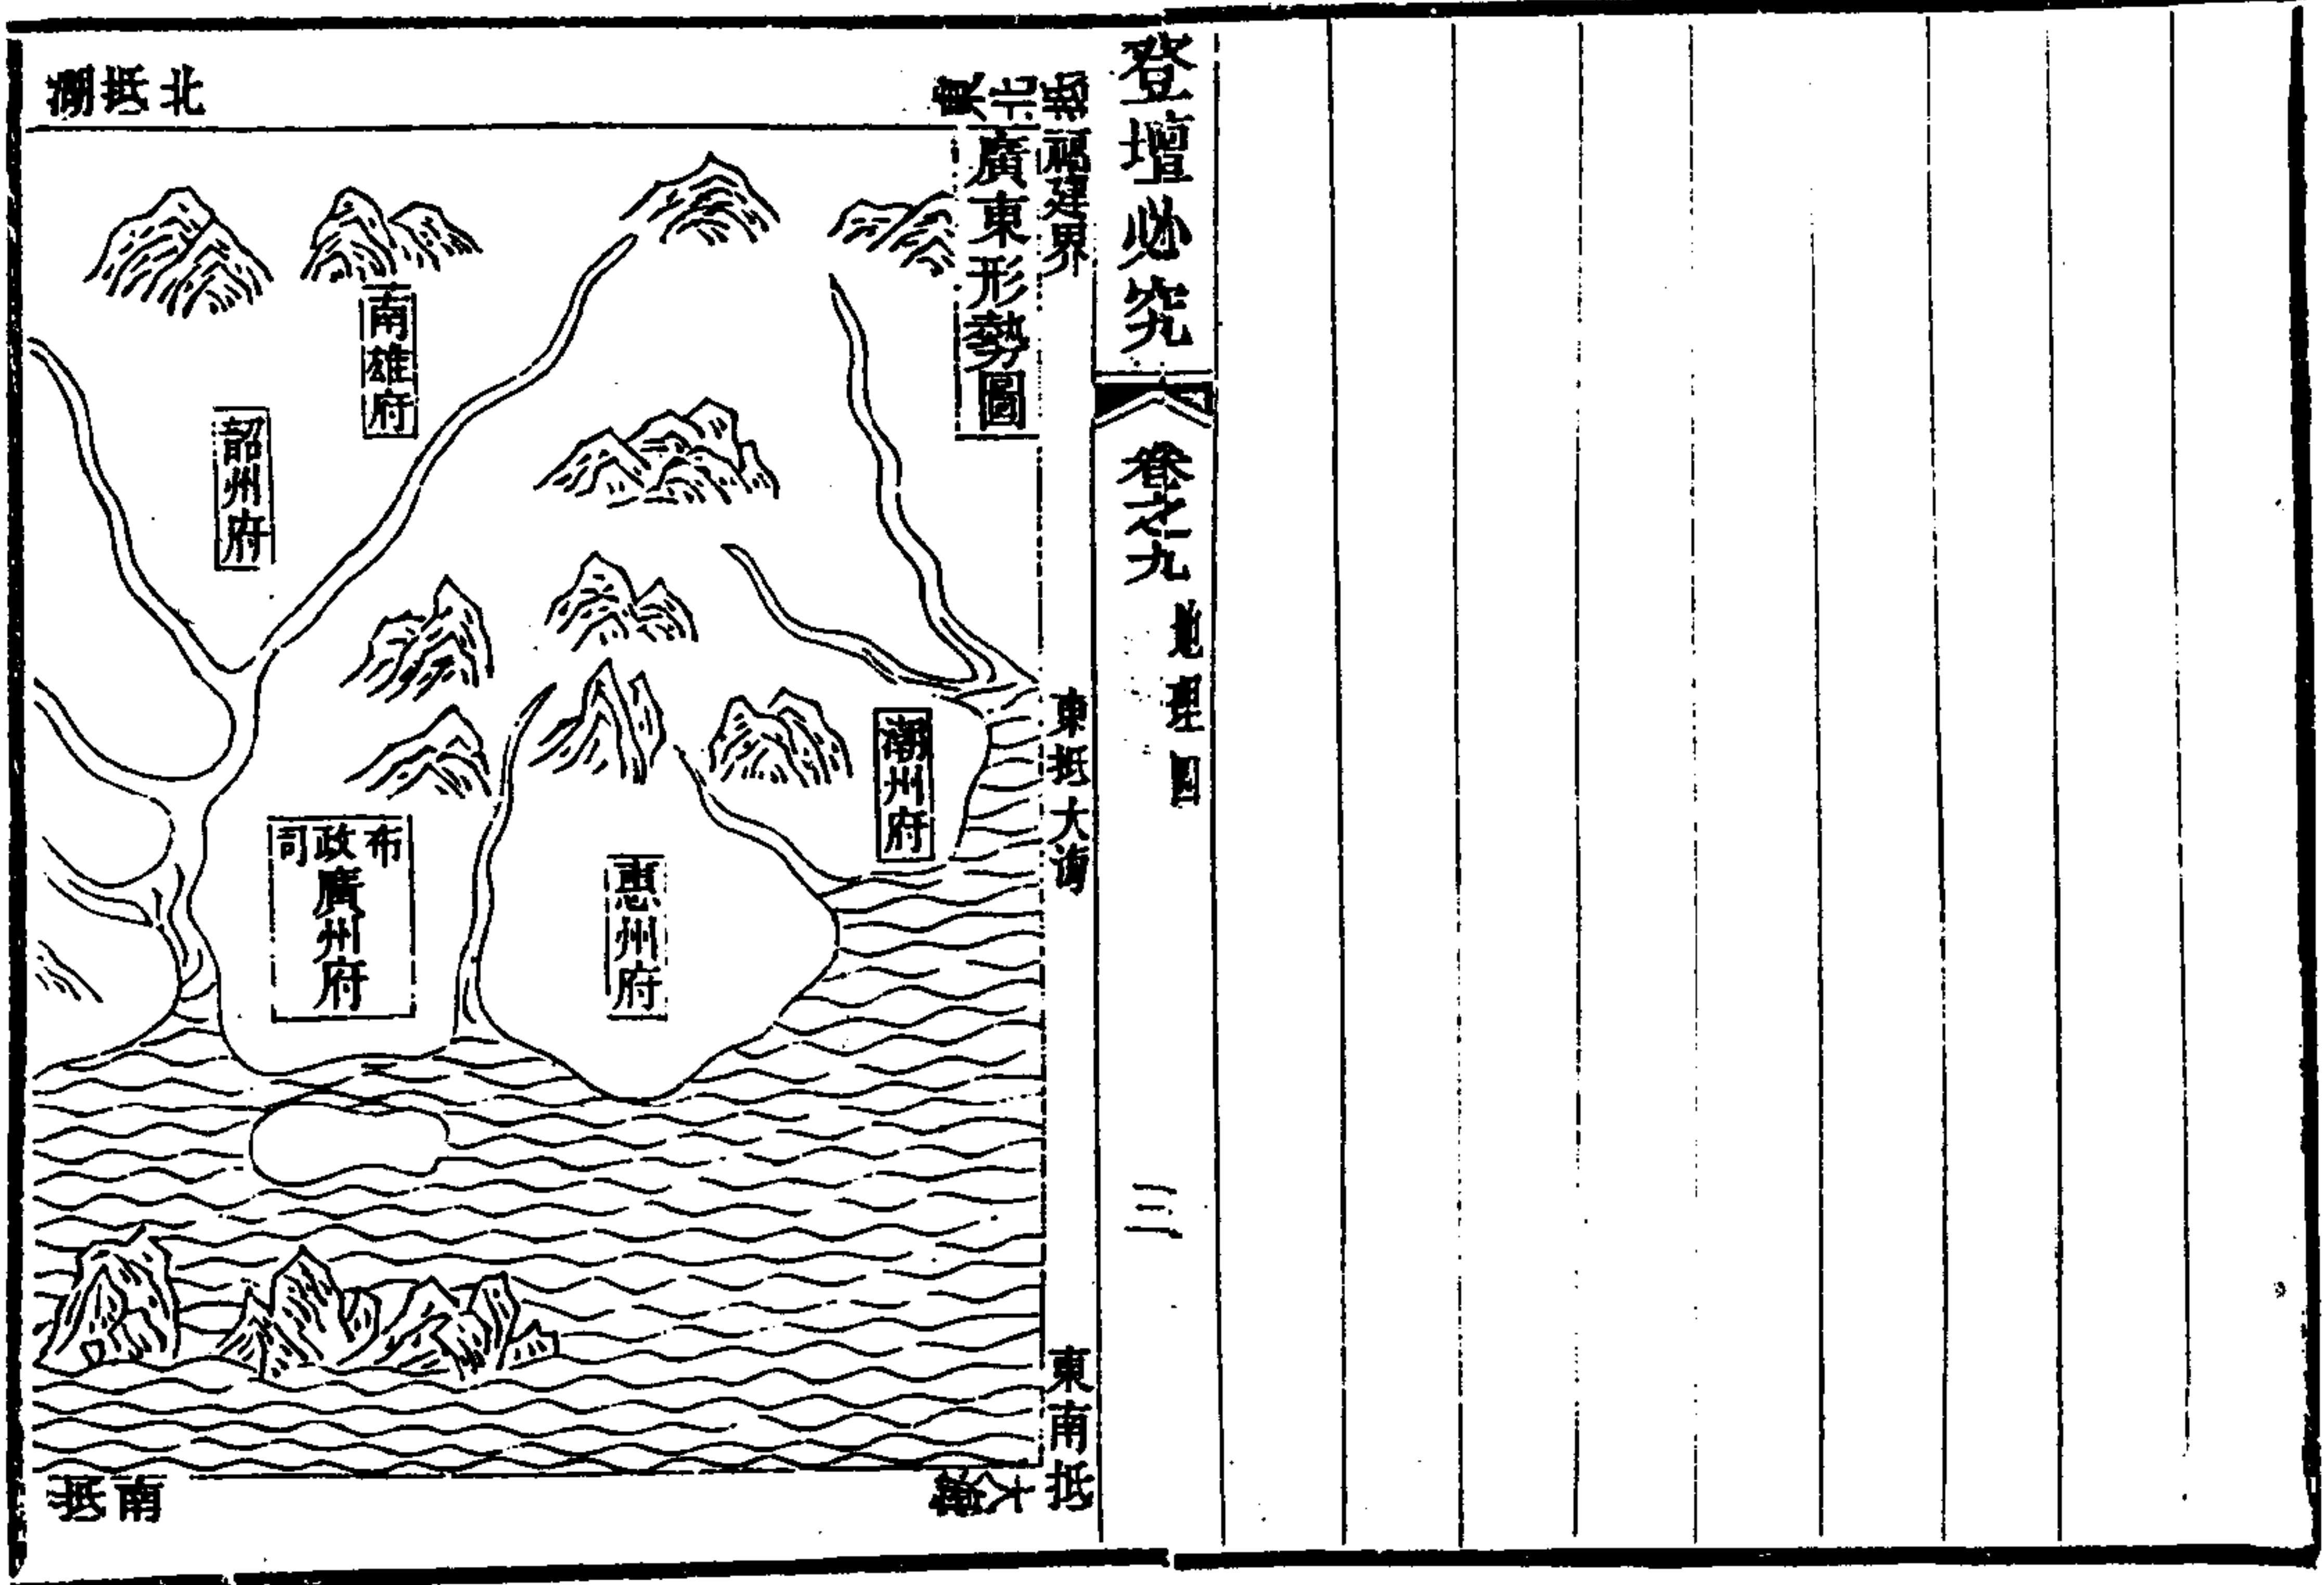 登壇必究
卷之九
地理圖
三
廣東形勢圖
東北抵
福建界
東抵大海
東南抵
大海
北抵湖
南抵
南雄府
韶州府
潮州府
惠州府
布政司
廣州府